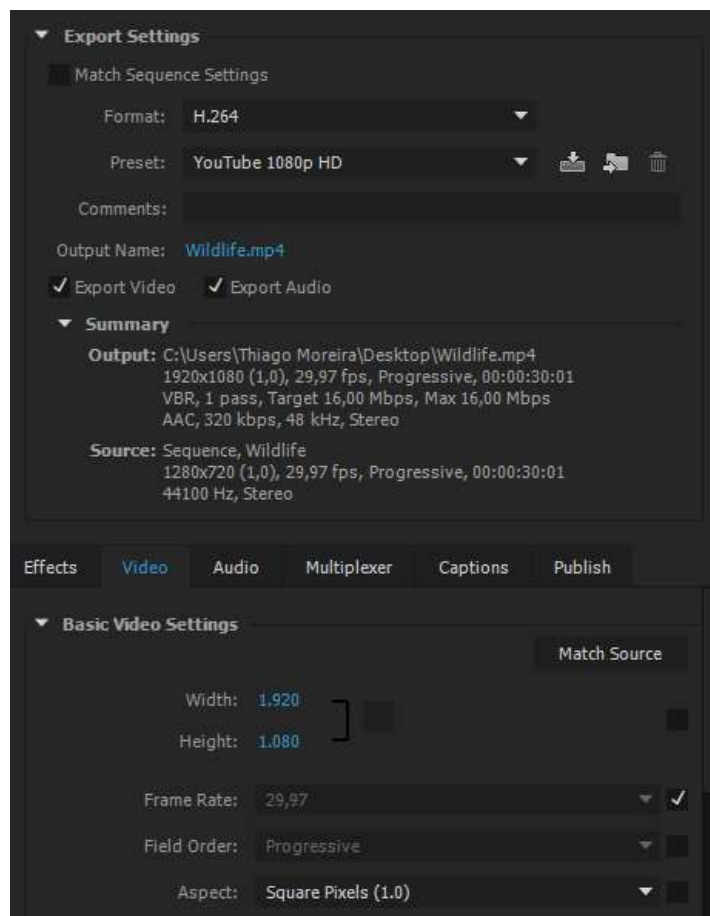 Export Settings
Match Sequence Settings
Format: H.264
Preset: YouTube 1080p HD
Comments:
Output Name: Wildlife.mp4
Export Video Export Audio
Summary
Output: C:\Users\Thiago Moreira\Desktop\Wildlife.mp4
1920x1080 (1,0), 29,97 fps, Progressive, 00:00:30:01
VBR, 1 pass, Target 16,00 Mbps, Max 16,00 Mbps
AAC, 320 kbps, 48 kHz, Stereo
Source: Sequence, Wildlife
1280x720 (1,0), 29,97 fps, Progressive, 00:00:30:01
44100 Hz, Stereo
Effects Video Audio Multiplexer Captions Publish
Basic Video Settings
Match Source
Width: 1.920
Height: 1.080
Frame Rate: 29,97
Field Order: Progressive
Aspect: Square Pixels (1.0)